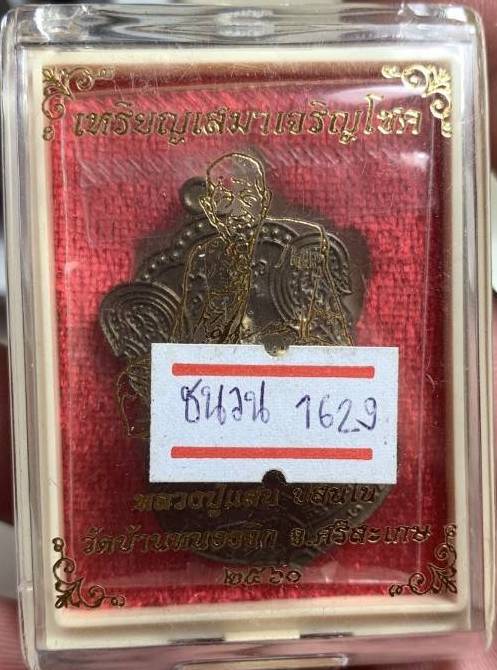 เหรียญเสมาเจริญโชค
ชนวน 1629
หลวงปู่แสน ปสนฺโน
วัดบ้านหนองจิก จ.ศรีสะเกษ
๒๕๖๐